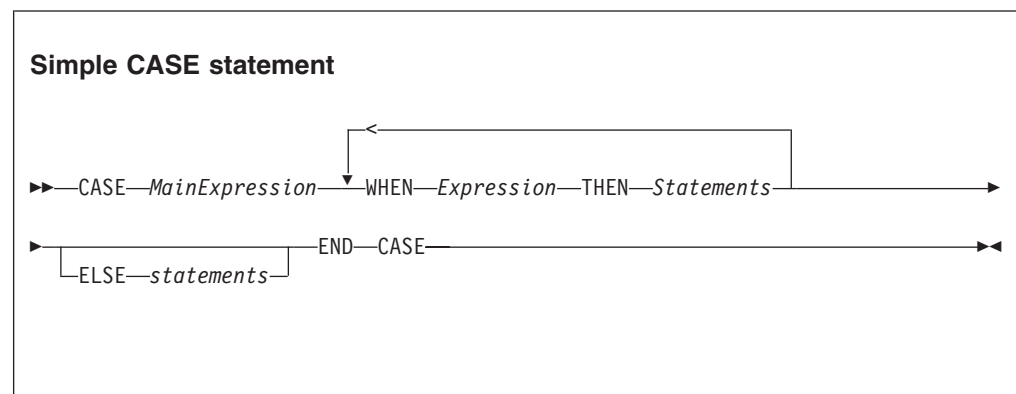 Simple CASE statement
<
CASE MainExpression WHEN Expression THEN Statements
END CASE
ELSE statements